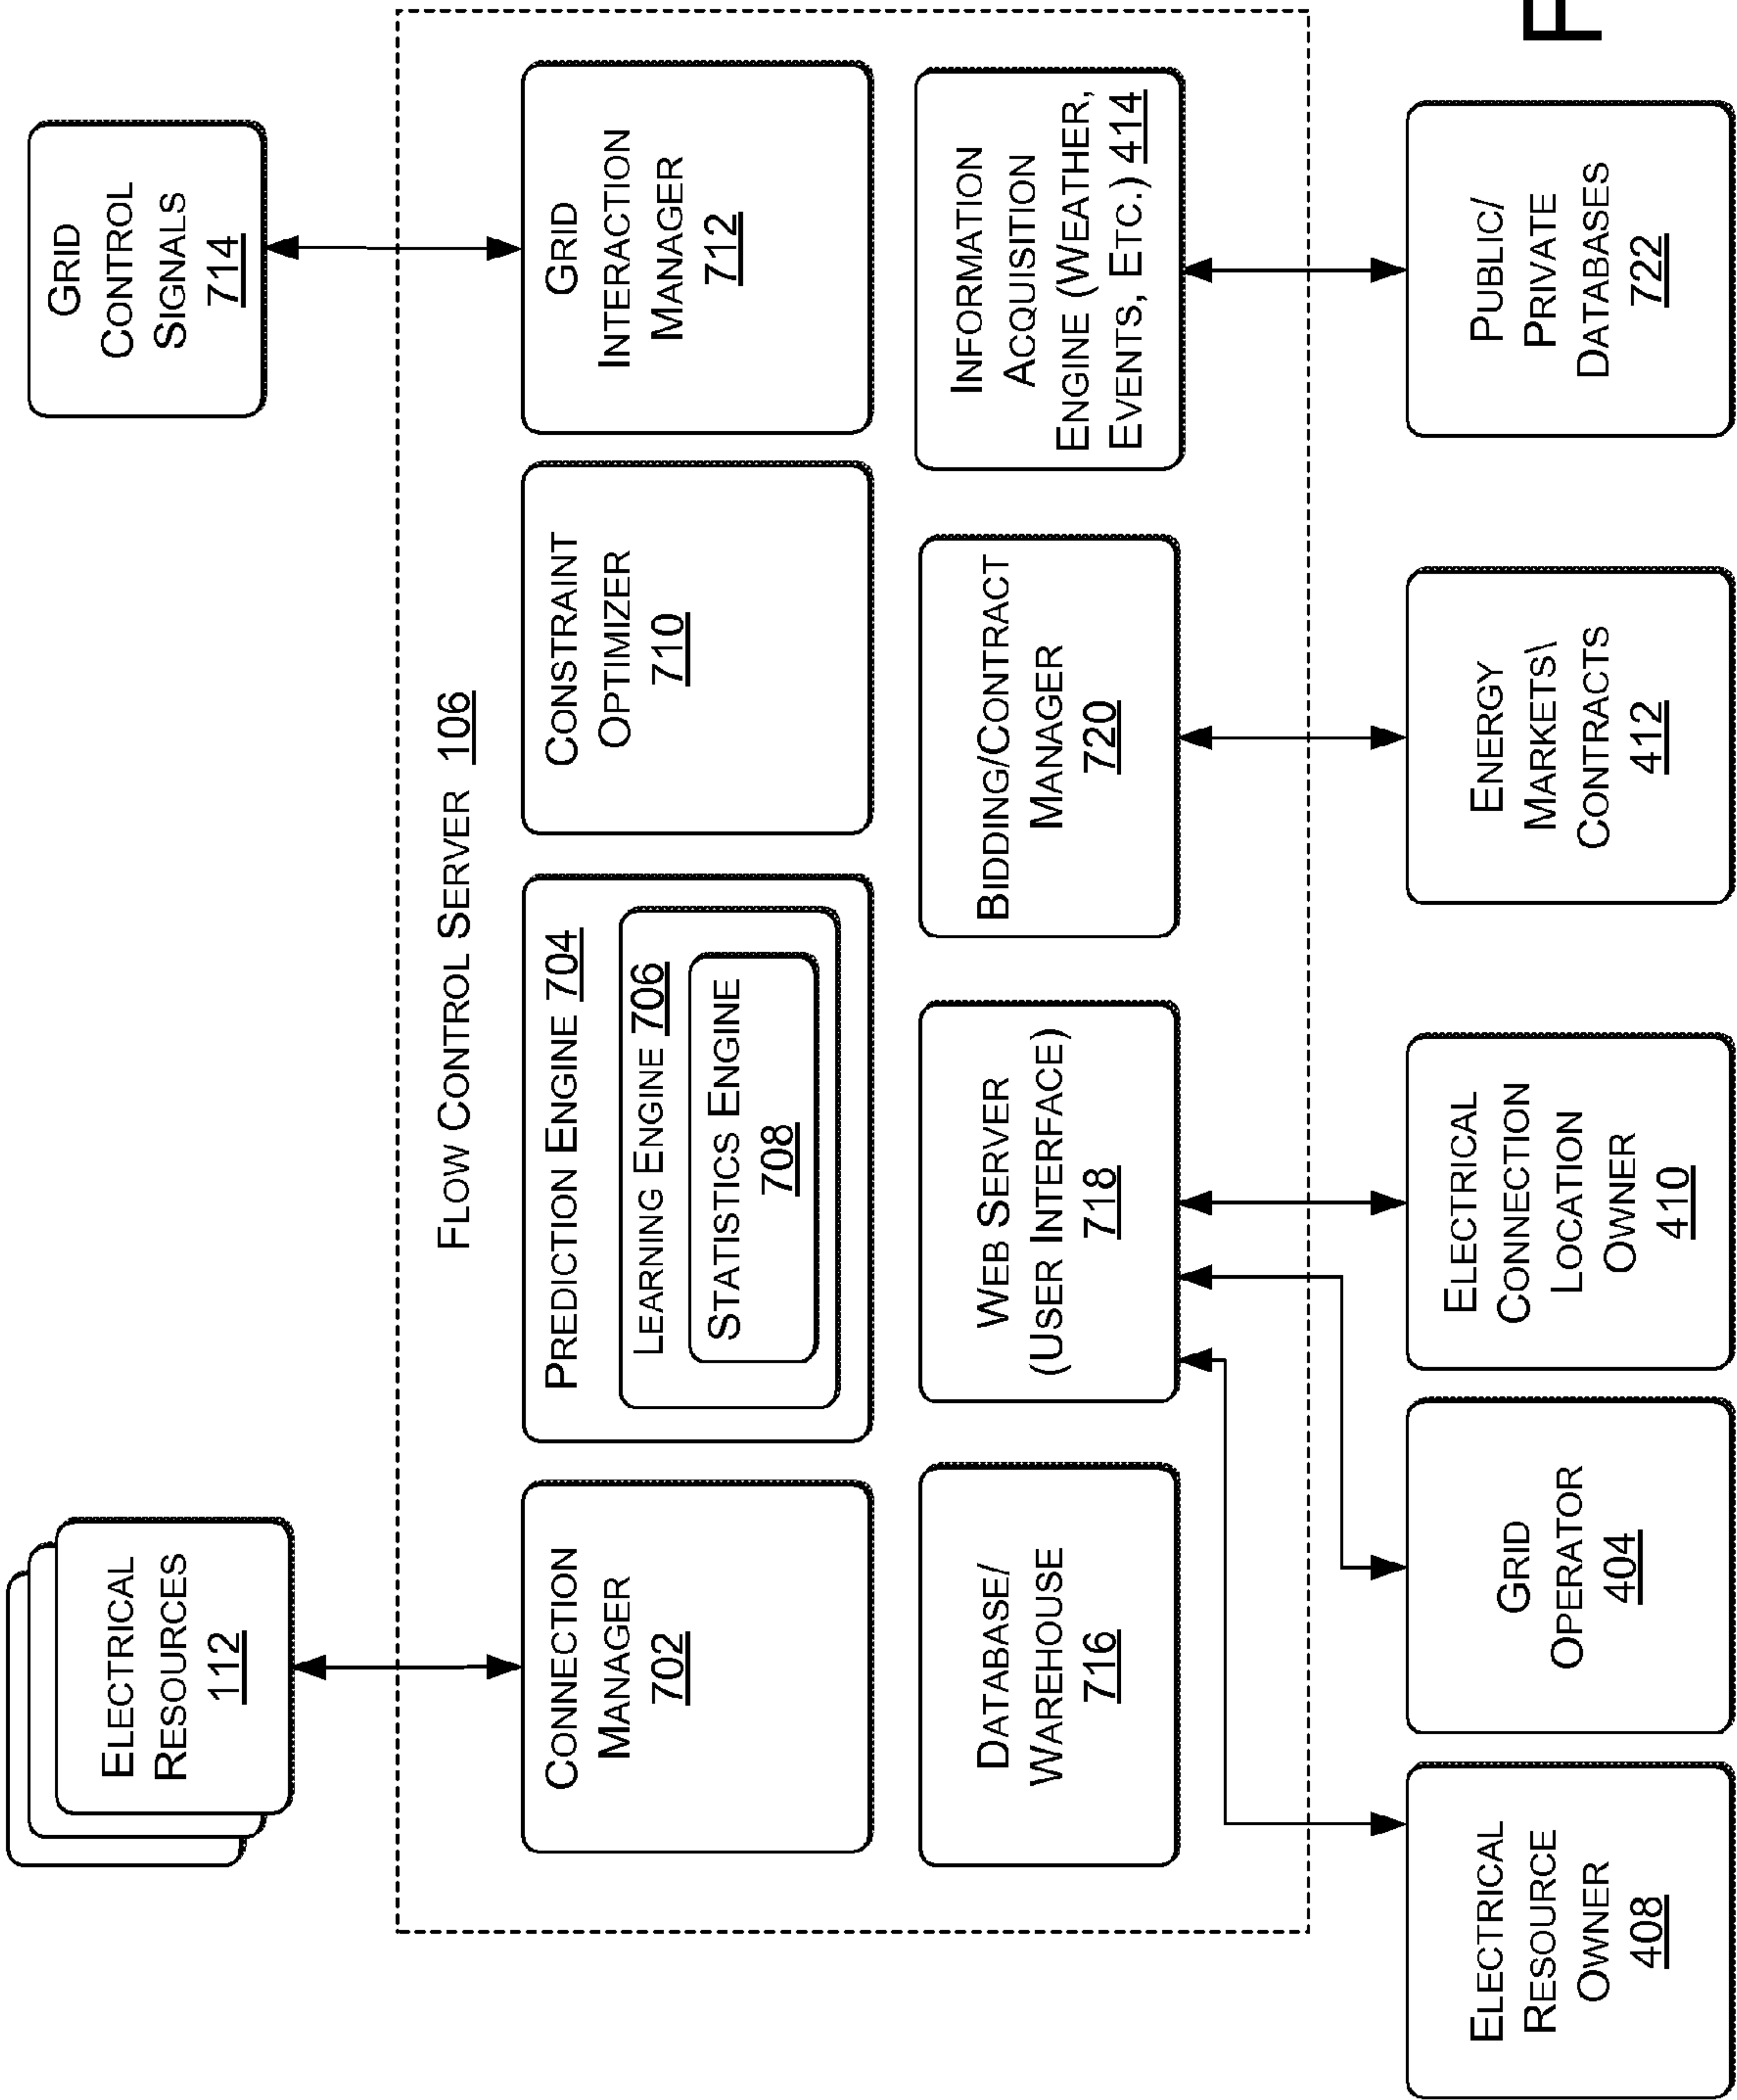 ELECTRICAL
RESOURCES
112
GRID
CONTROL
SIGNALS
714
FLOW CONTROL SERVER 106
CONNECTION
MANAGER
702
PREDICTION ENGINE 704
LEARNING ENGINE 706
STATISTICS ENGINE
708
CONSTRAINT
OPTIMIZER
710
GRID
INTERACTION
MANAGER
712
DATABASE/
WAREHOUSE
716
WEB SERVER
(USER INTERFACE)
718
BIDDING/CONTRACT
MANAGER
720
INFORMATION
ACQUISITION
ENGINE (WEATHER,
EVENTS, ETC.) 414
ELECTRICAL
RESOURCE
OWNER
408
GRID
OPERATOR
404
ELECTRICAL
CONNECTION
LOCATION
OWNER
410
ENERGY
MARKETS\
CONTRACTS
412
PUBLIC/
PRIVATE
DATABASES
722
F